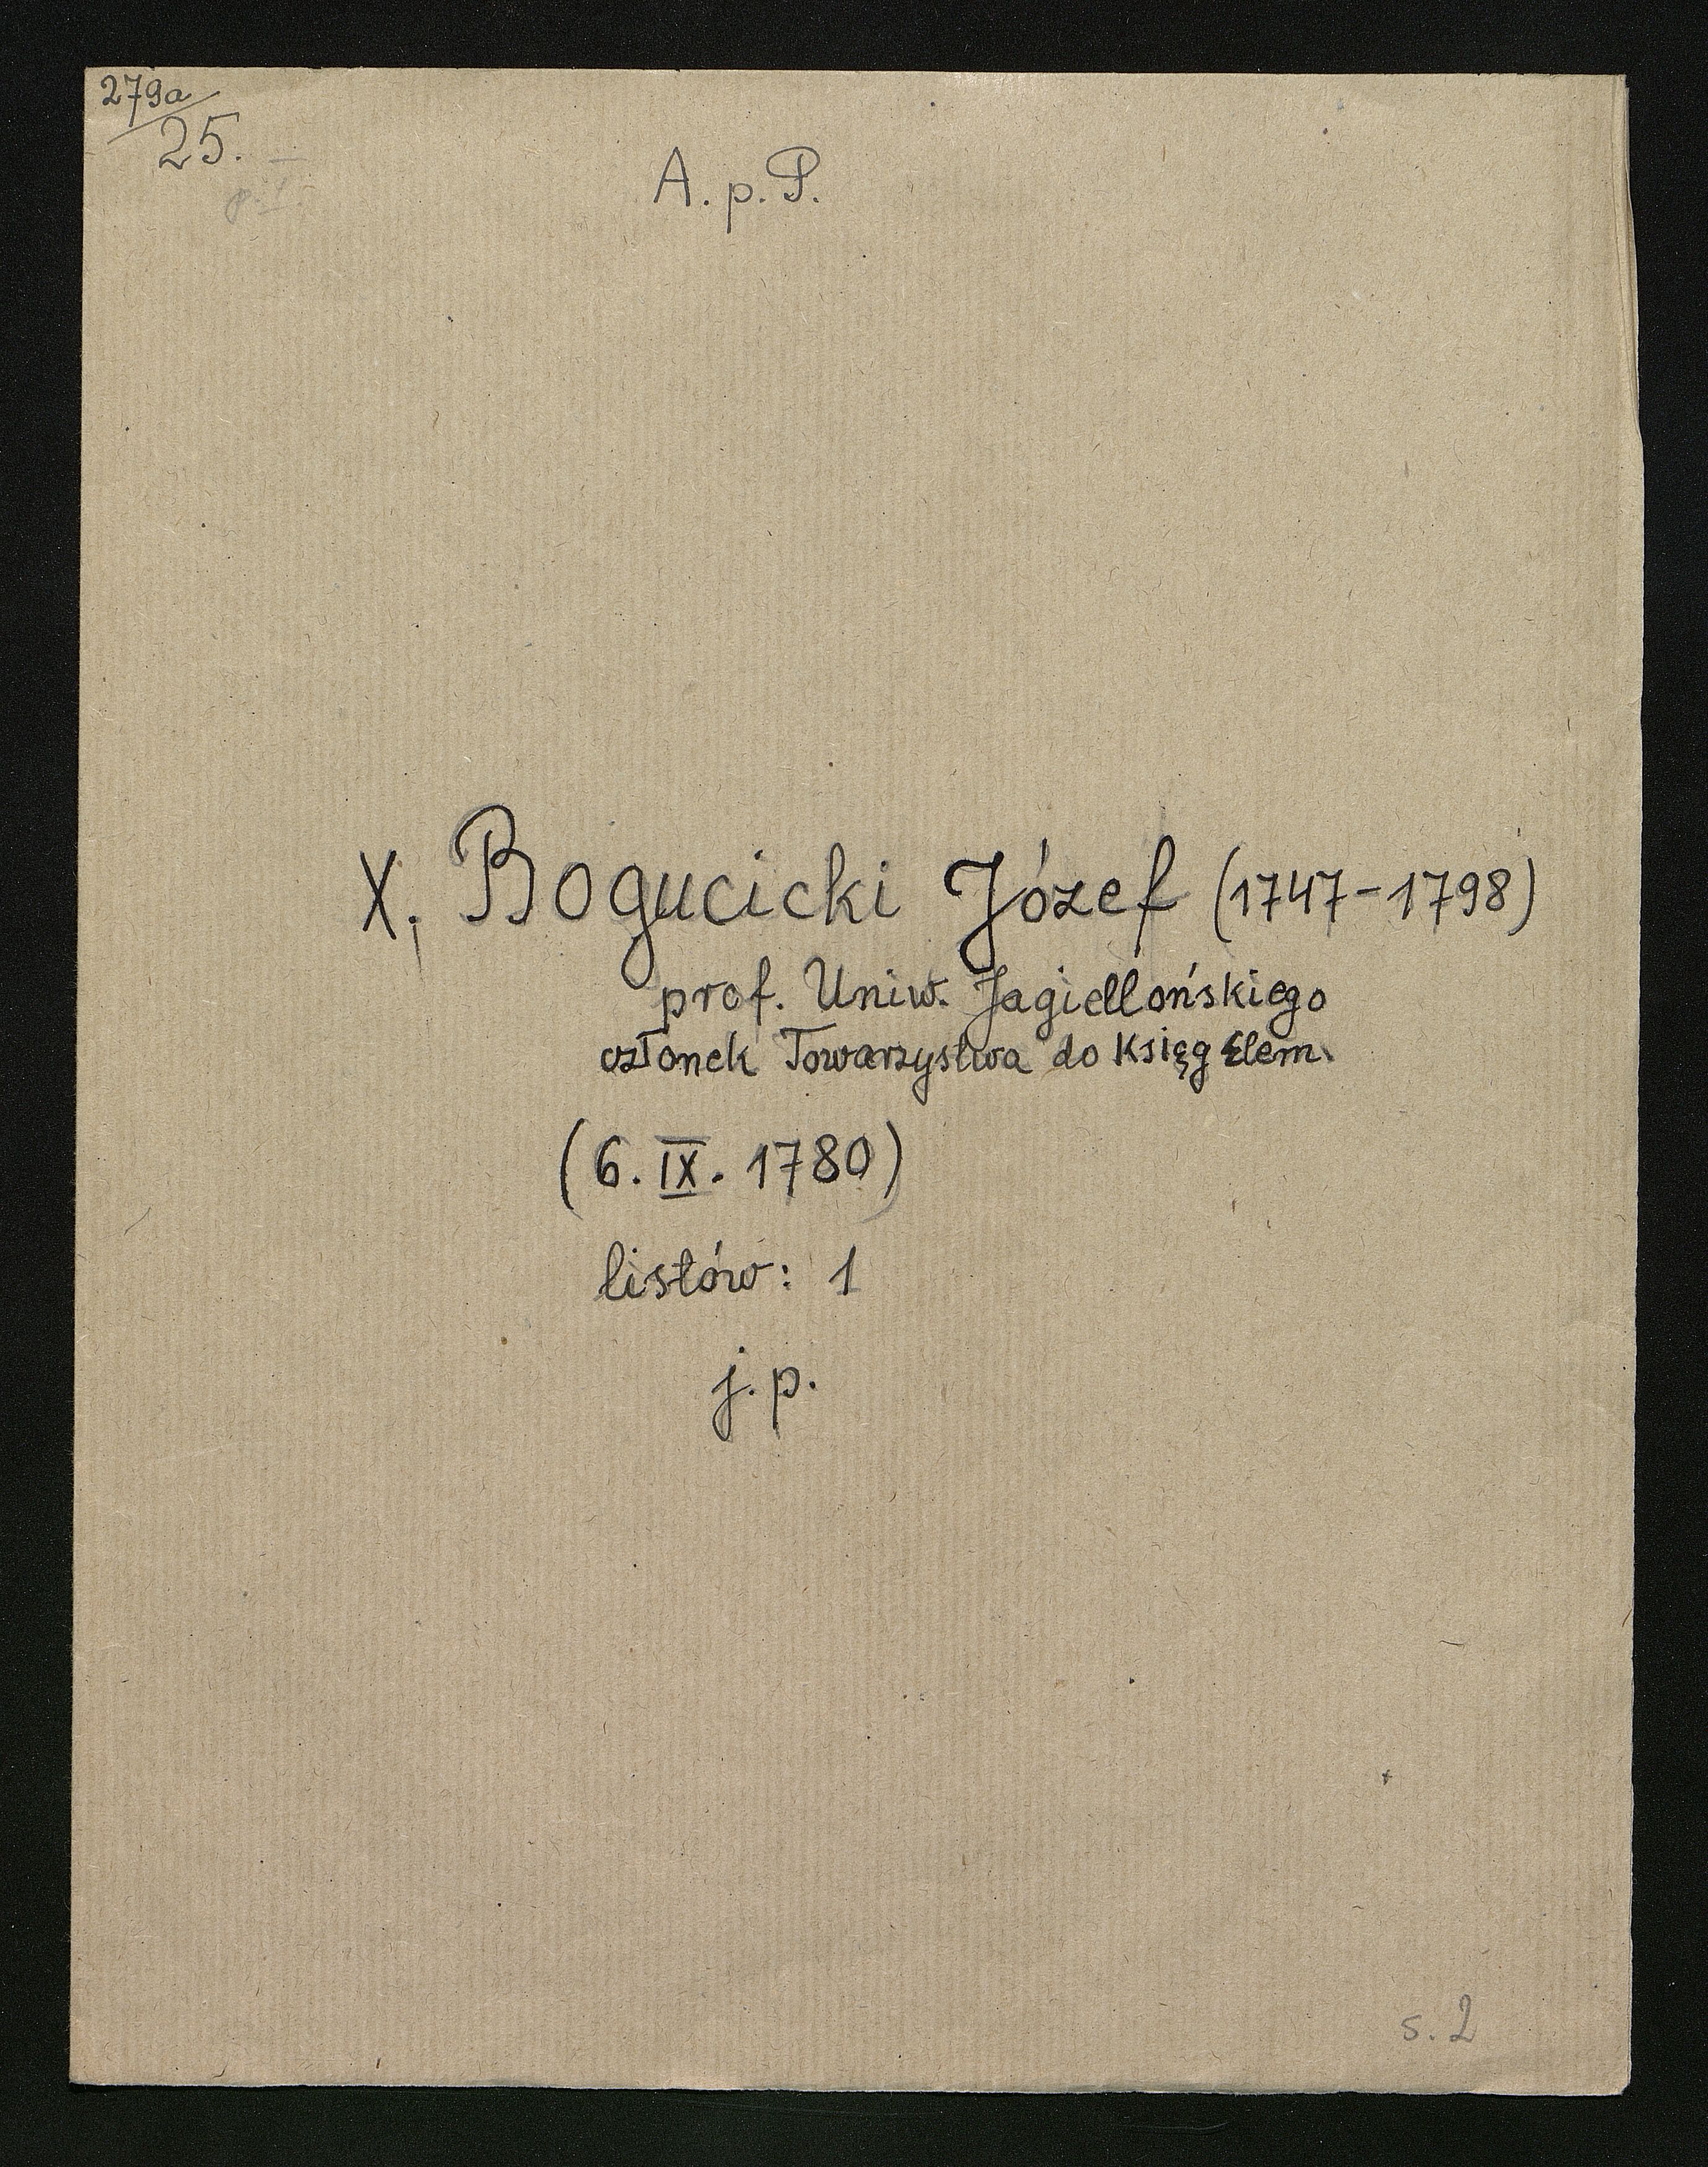 279a
25.
A. p. P.
X. Bogucicki Józef (1747-1798)
prof. Uniw. Jagiellońskiego
członek Towarzystwa do Księg Elem.
(6. IX. 1780)
listów: 1
j. p.
s. 2